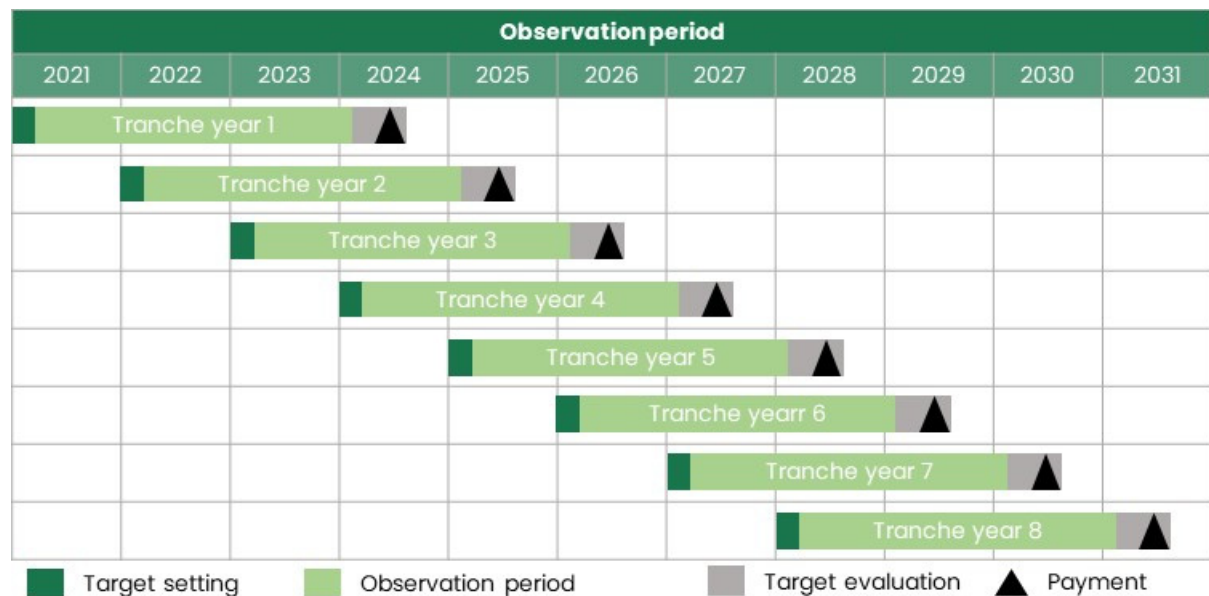 Observation period
2021 2022 2023 2024 2025 2026 2027 2028 2029 2030 2031
Tranche year 1
Tranche year 2
Tranche year 3
Tranche year 4
Tranche year 5
Tranche yearr 6
Tranche year 7
Tranche year 8
Target setting Observation period Target evaluation Payment